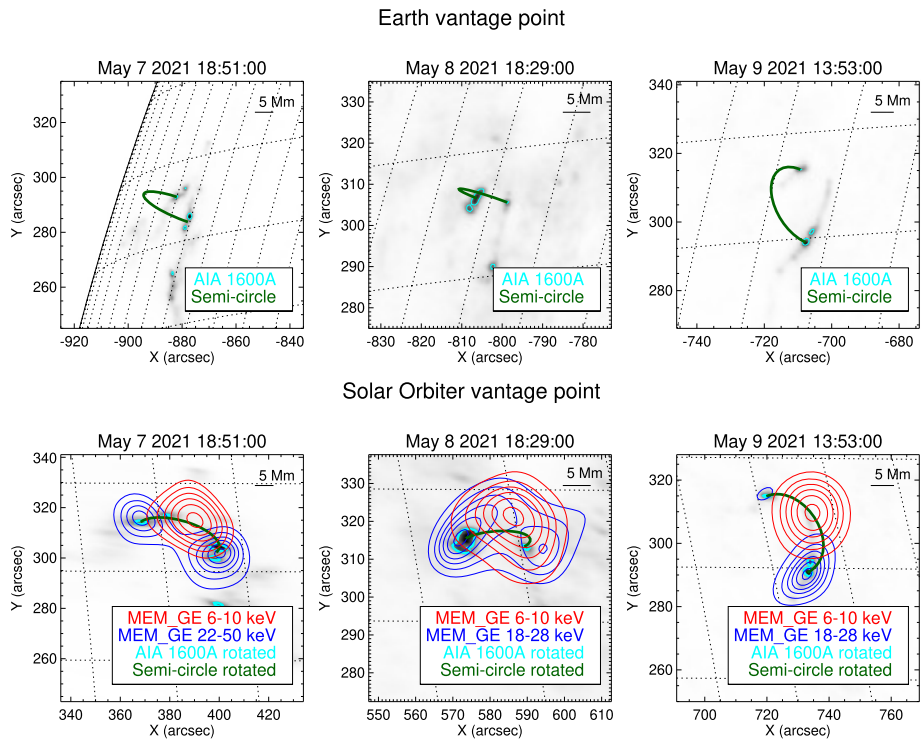 Earth vantage point
May 7 2021 18:51:00
May 8 2021 18:29:00
May 9 2021 13:53:00
5 Mm
5 Mm
5 Mm
Y (arcsec)
320
300
280
260
AIA 1600A
Semi-circle
-920
-900
-880
-860
-840
X (arcsec)
Y (arcsec)
330
320
310
300
290
280
AIA 1600A
Semi-circle
-830
-820
-810
-800
-790
-780
X (arcsec)
Y (arcsec)
340
320
300
280
AIA 1600A
Semi-circle
-740
-720
-700
-680
X (arcsec)
Solar Orbiter vantage point
May 7 2021 18:51:00
May 8 2021 18:29:00
May 9 2021 13:53:00
5 Mm
5 Mm
5 Mm
Y (arcsec)
340
320
300
280
260
MEM_GE 6-10 keV
MEM_GE 22-50 keV
AIA 1600A rotated
Semi-circle rotated
340
360
380
400
420
X (arcsec)
Y (arcsec)
330
320
310
300
290
280
MEM_GE 6-10 keV
MEM_GE 18-28 keV
AIA 1600A rotated
Semi-circle rotated
550
560
570
580
590
600
610
X (arcsec)
Y (arcsec)
320
300
280
260
MEM_GE 6-10 keV
MEM_GE 18-28 keV
AIA 1600A rotated
Semi-circle rotated
700
720
740
760
X (arcsec)